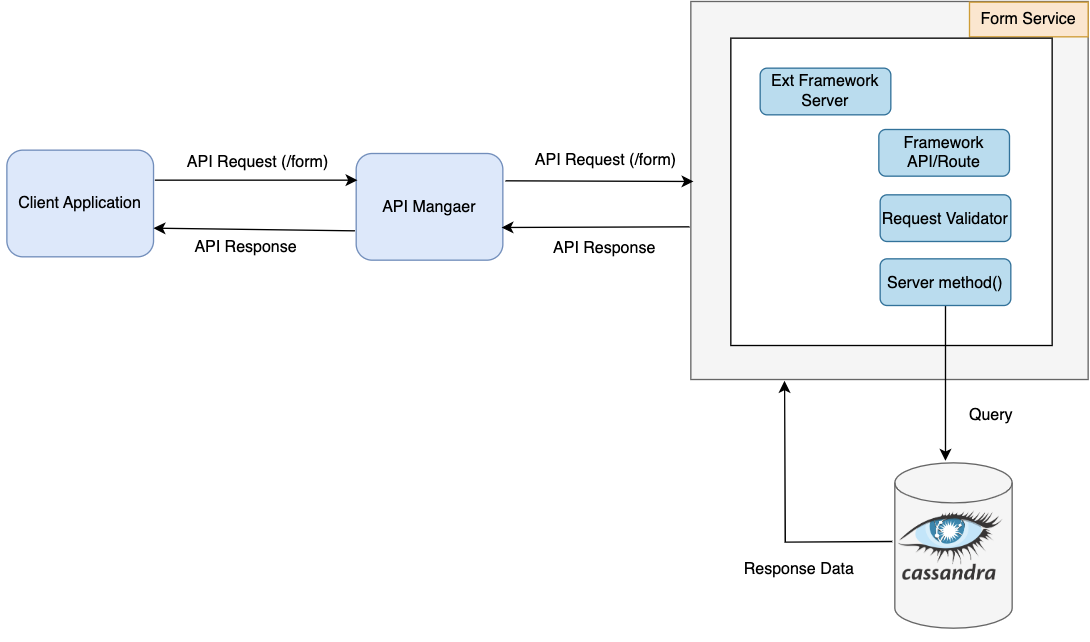 Form Service
Ext Framework
Server
Framework
API/Route
Request Validator
Server method()
API Request (/form)
API Request (/form)
Client Application
API Mangaer
API Response
API Response
Query
Response Data
cassandra